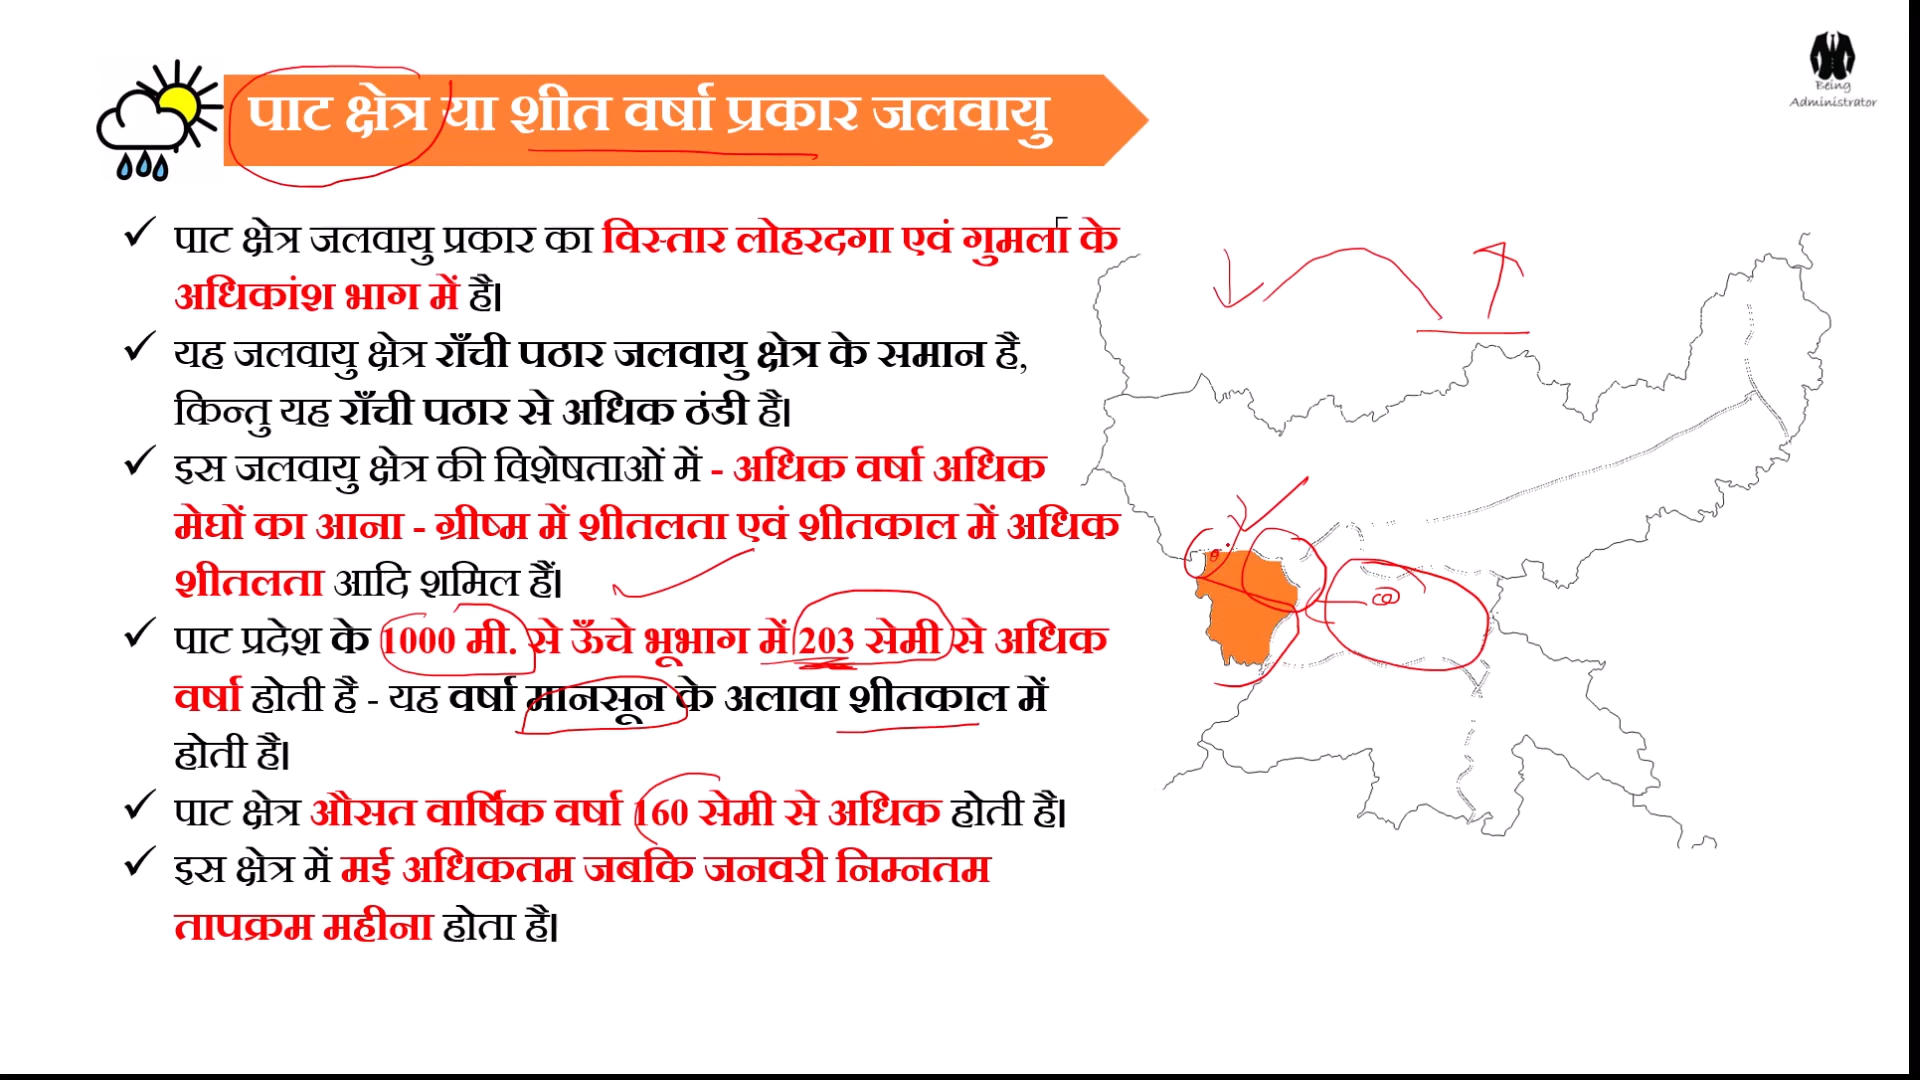 पाट क्षेत्र या शीत वर्षा प्रकार जलवायु
Being
Administrator
पाट क्षेत्र जलवायु प्रकार का विस्तार लोहरदगा एवं गुमला के
अधिकांश भाग में है।
यह जलवायु क्षेत्र राँची पठार जलवायु क्षेत्र के समान है,
किन्तु यह राँची पठार से अधिक ठंडी है।
इस जलवायु क्षेत्र की विशेषताओं में - अधिक वर्षा अधिक
मेघों का आना - ग्रीष्म में शीतलता एवं शीतकाल में अधिक
शीतलता आदि शमिल हैं।
पाट प्रदेश के 1000 मी. से ऊँचे भूभाग में 203 सेमी से अधिक
वर्षा होती है - यह वर्षा मानसून के अलावा शीतकाल में
होती है।
पाट क्षेत्र औसत वार्षिक वर्षा 160 सेमी से अधिक होती है।
इस क्षेत्र में मई अधिकतम जबकि जनवरी निम्नतम
तापक्रम महीना होता है।